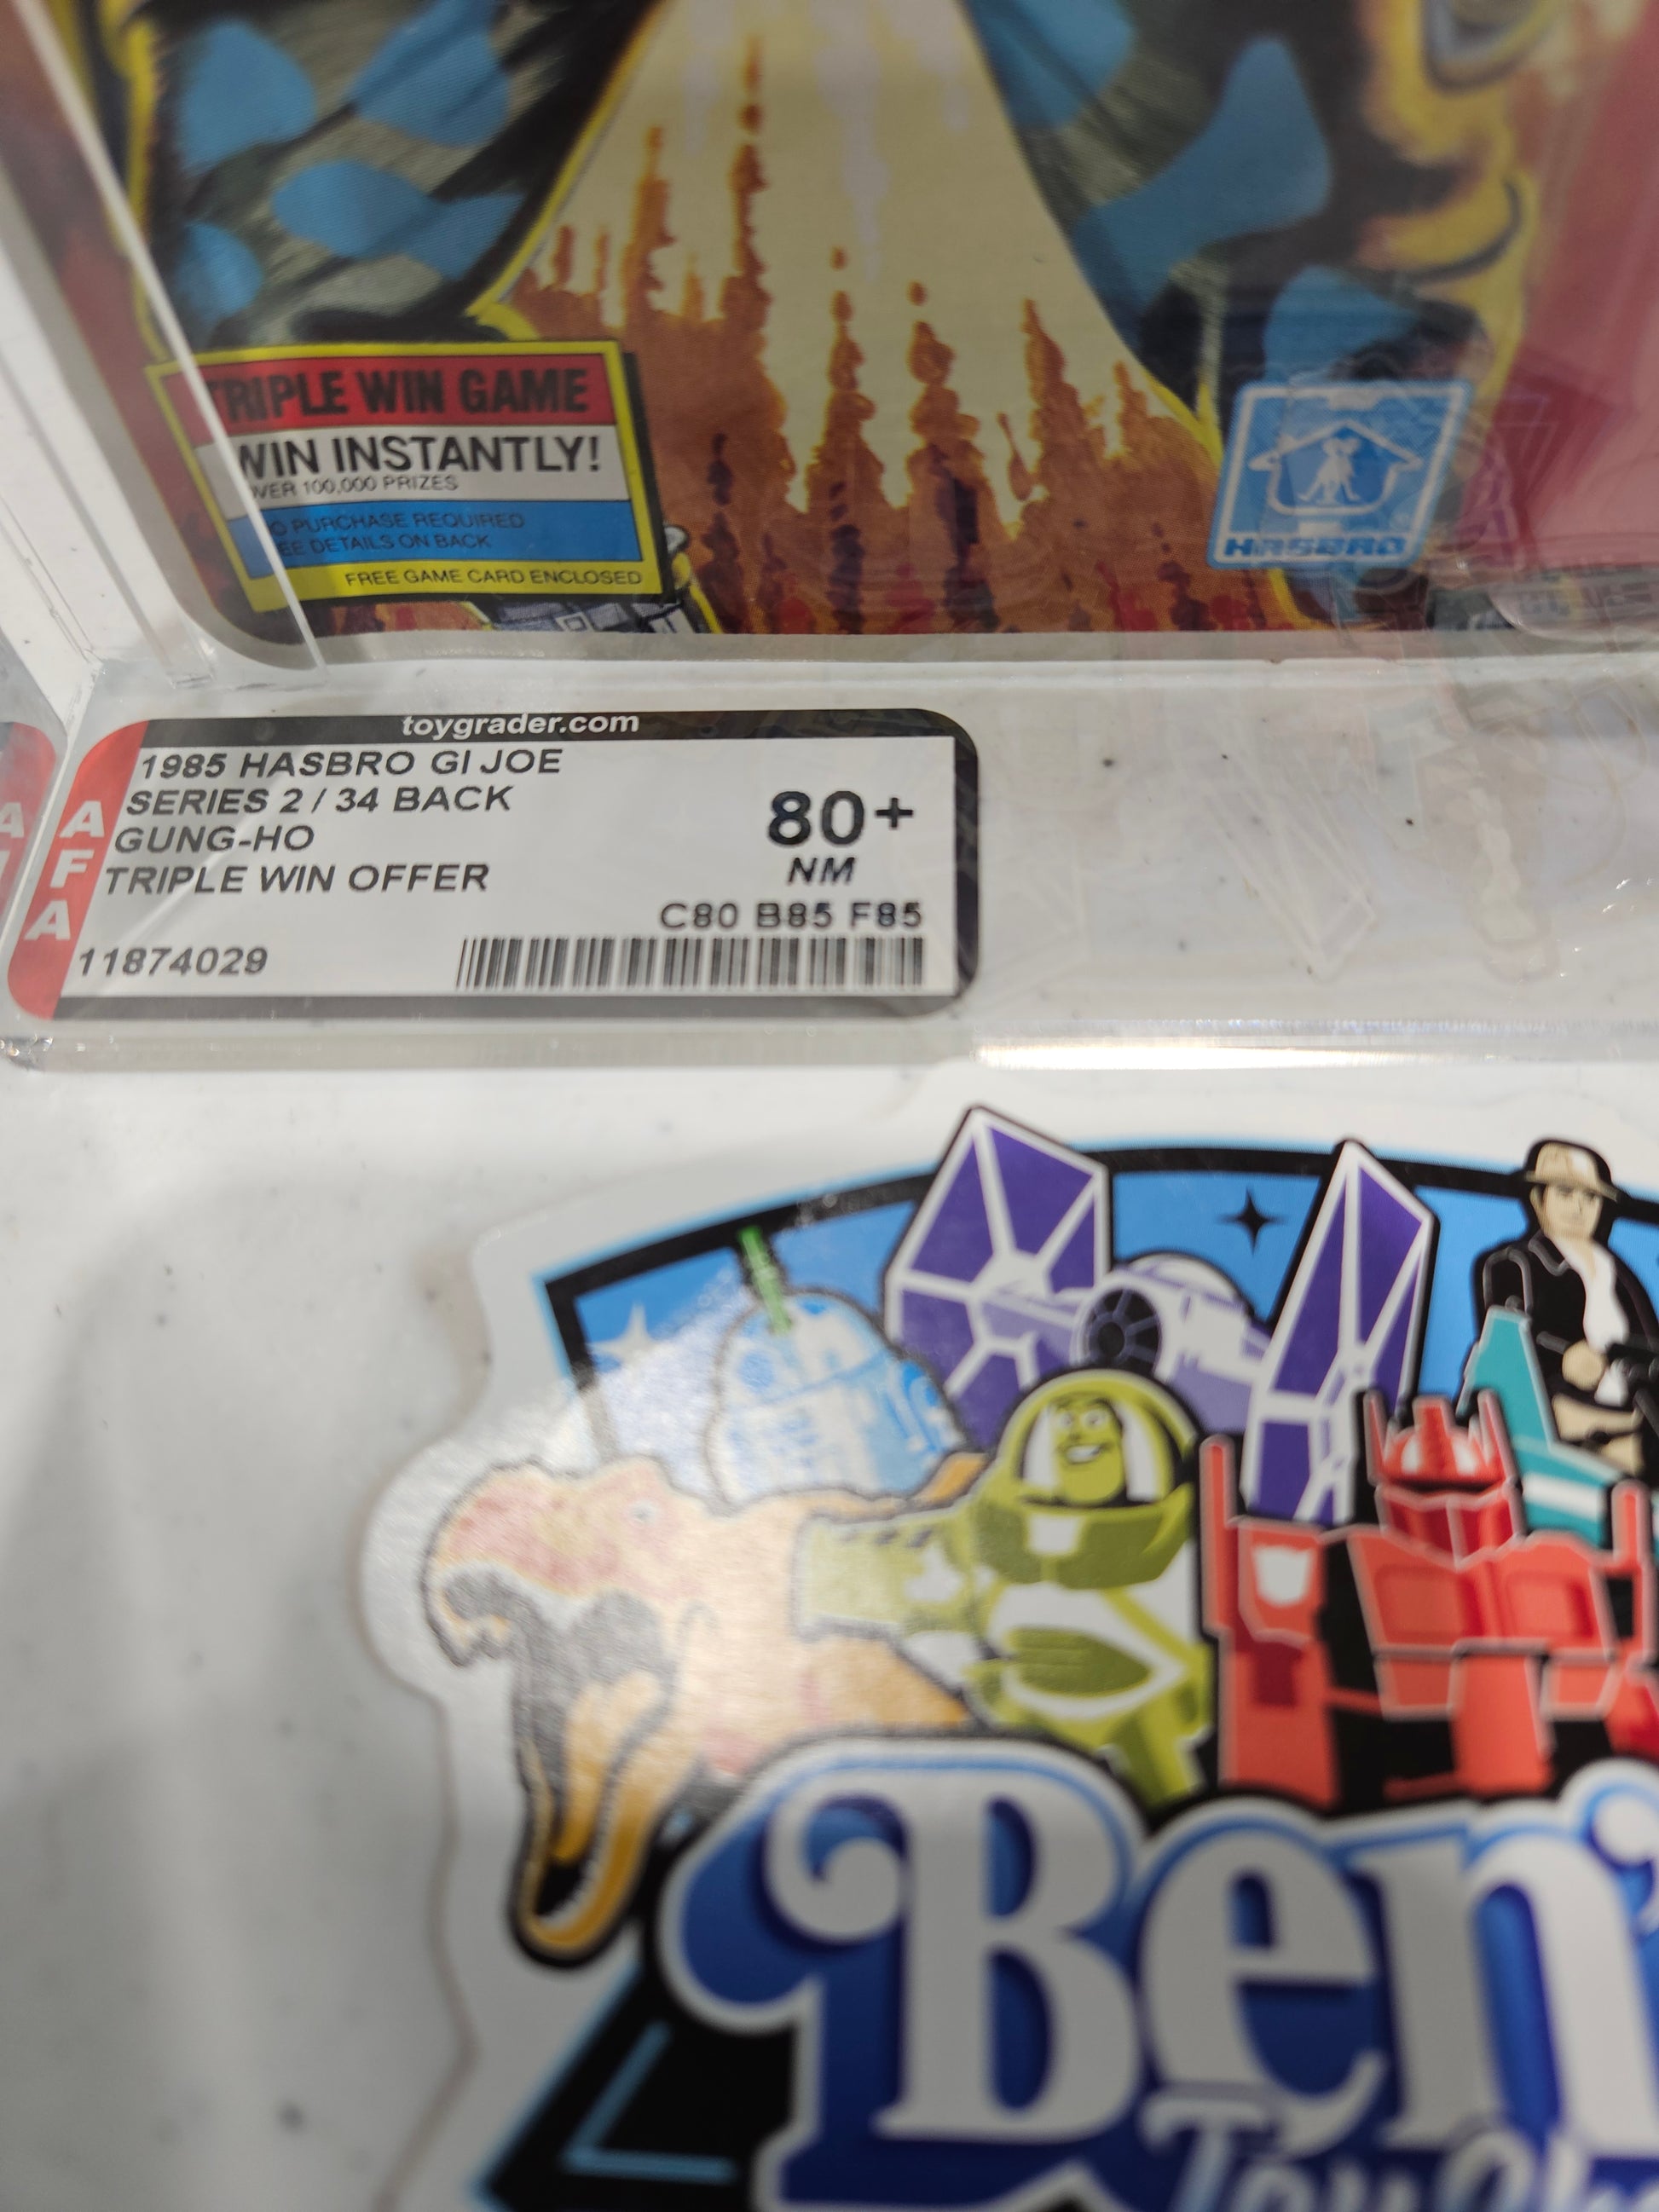 TRIPLE WIN GAME
WIN INSTANTLY!
VER 100,000 PRIZES
O PURCHASE REQUIRED
EE DETAILS ON BACK
FREE GAME CARD ENCLOSED
HASBRO
toygrader.com
1985 HASBRO GI JOE
SERIES 2 / 34 BACK
GUNG-HO
TRIPLE WIN OFFER
80+
NM
C80 B85 F85
11874029
AFA
Ben'